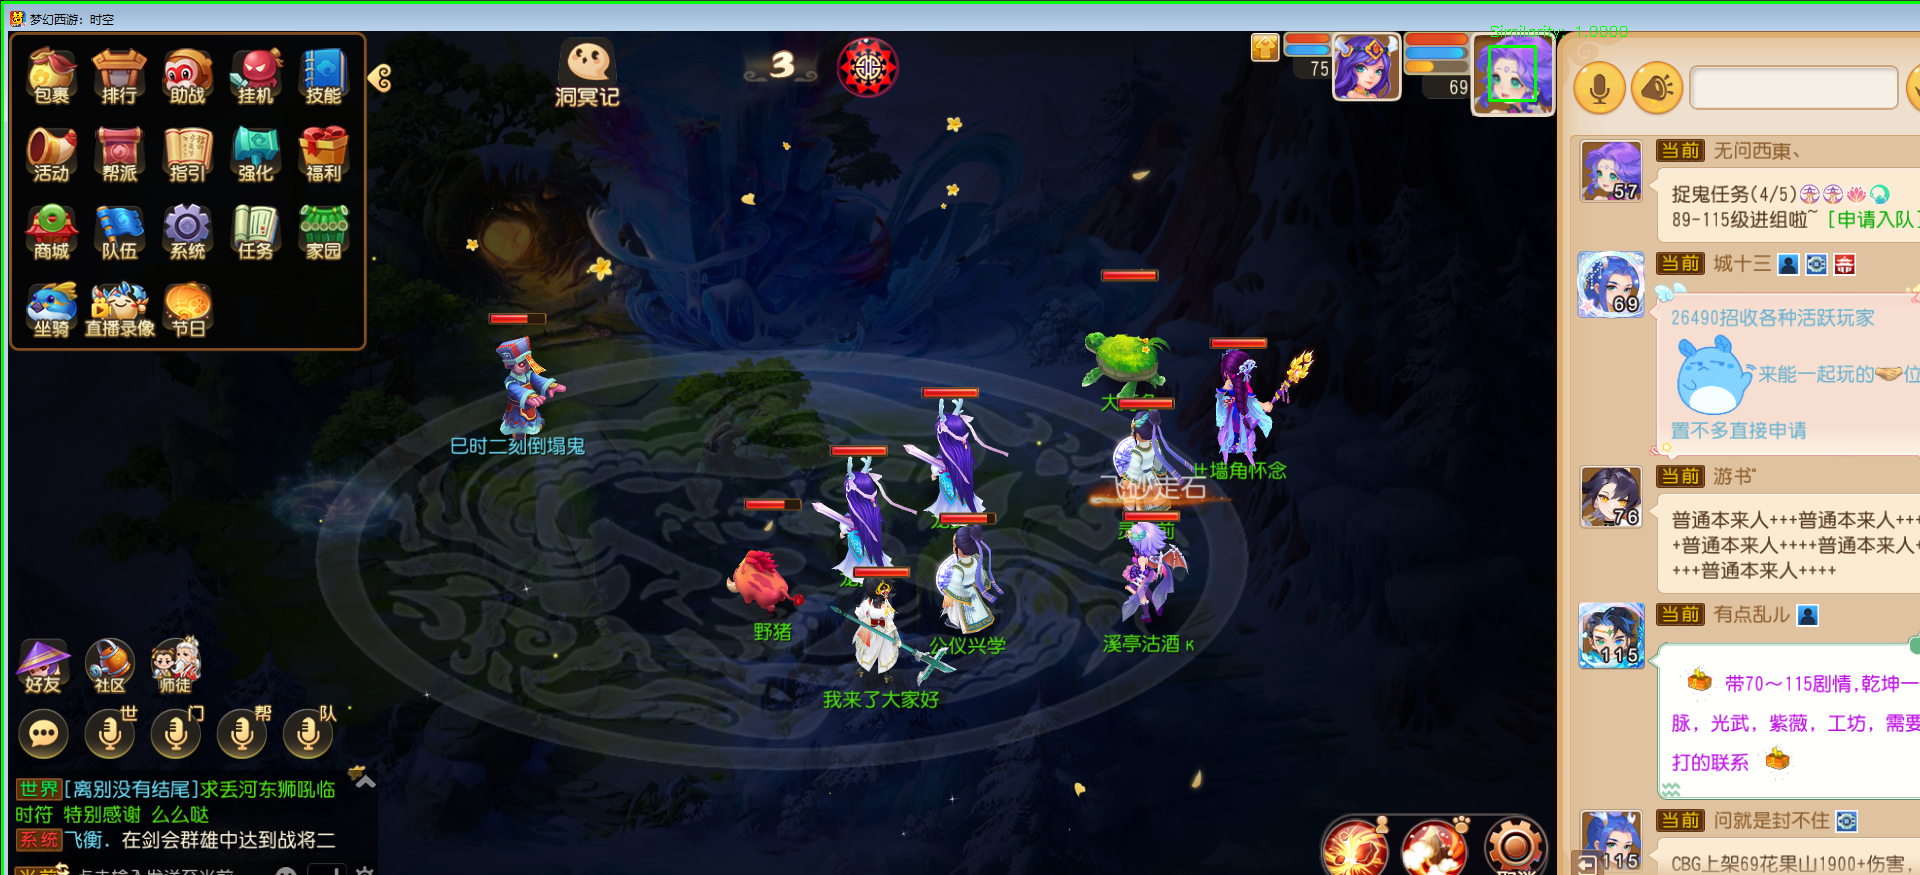 梦幻西游：时空
Similarity: 1.0000
包裹 排行 助战 挂机 技能
活动 帮派 指引 强化 福利
商城 队伍 系统 任务 家园
坐骑 直播录像 节日
洞冥记
3
75
69
巳时二刻倒塌鬼
飞砂走石
世墙角怀念
野猪
公仪兴学
溪亭沽酒 K
我来了大家好
好友 社区 师徒
世 门 帮 队
世界 [离别没有结尾]求丢河东狮吼临
时符 特别感谢 么么哒
系统 飞衡. 在剑会群雄中达到战将二
取消
57
当前 无问西東、
捉鬼任务(4/5)
89-115级进组啦~ [申请入队]
69
当前 城十三
26490招收各种活跃玩家
来能一起玩的 位
置不多直接申请
76
当前 游书"
普通本来人+++普通本来人+++
+普通本来人++++普通本来人+
+++普通本来人++++
115
当前 有点乱ル
带70～115剧情,乾坤一
脉，光武，紫薇，工坊，需要
打的联系
115
当前 问就是封不住
CBG上架69花果山1900+伤害,